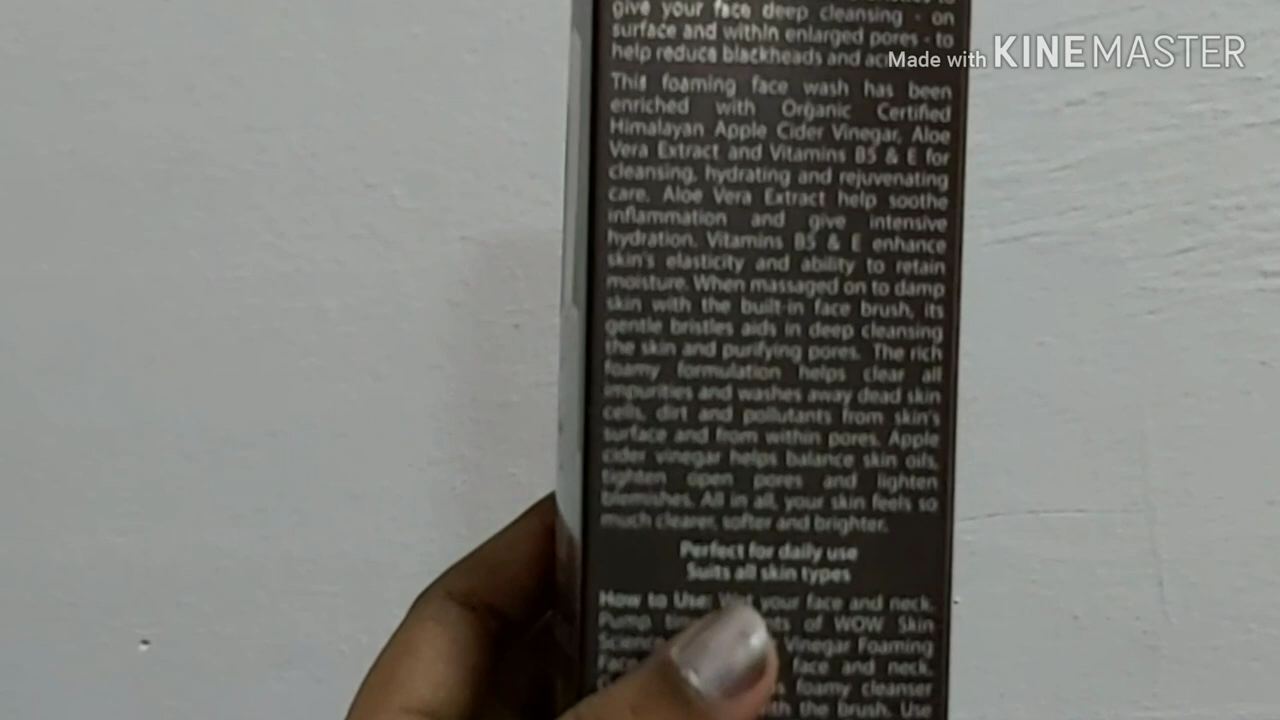 give your face deep cleansing - on
surface and within enlarged pores - to
help reduce blackheads and
Made with KINEMASTER
This foaming face wash has been
enriched with Organic Certified
Himalayan Apple Cider Vinegar, Aloe
Vera Extract and Vitamins B5 & E for
cleansing, hydrating and rejuvenating
care. Aloe Vera Extract help soothe
inflammation and give intensive
hydration. Vitamins B5 & E enhance
skin's elasticity and ability to retain
moisture. When massaged on to damp
skin with the built-in face brush, its
gentle bristles aids in deep cleansing
the skin and purifying pores. The rich
foamy formulation helps clear all
impurities and washes away dead skin
cells, dirt and pollutants from skin's
surface and from within pores. Apple
cider vinegar helps balance skin oils,
tighten open pores and lighten
blemishes. All in all, your skin feels so
much clearer, softer and brighter.
Perfect for daily use
Suits all skin types
How to Use: Wet your face and neck.
Pump of WOW Skin
Science Vinegar Foaming
Face face and neck.
foamy cleanser
with the brush. Use